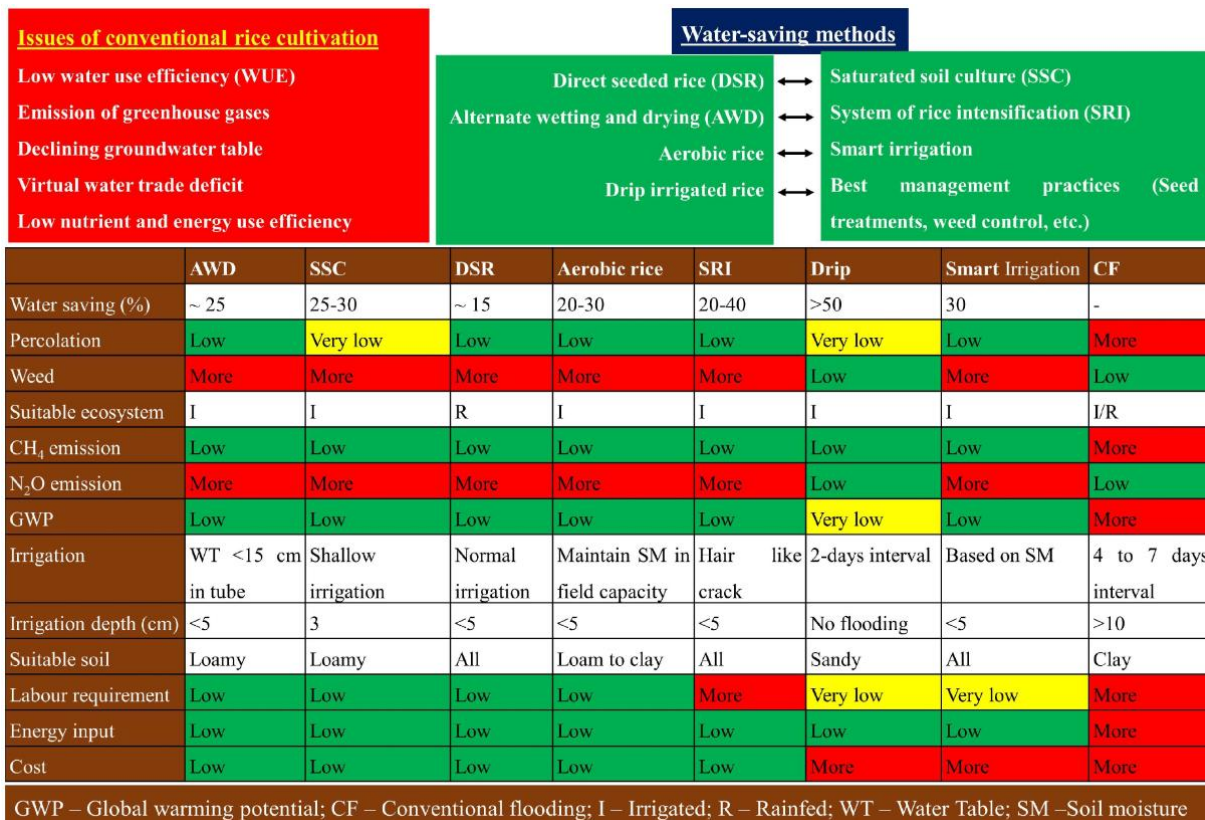 Issues of conventional rice cultivation
Low water use efficiency (WUE)
Emission of greenhouse gases
Declining groundwater table
Virtual water trade deficit
Low nutrient and energy use efficiency
Water-saving methods
Direct seeded rice (DSR) ↔ Saturated soil culture (SSC)
Alternate wetting and drying (AWD) ↔ System of rice intensification (SRI)
Aerobic rice ↔ Smart irrigation
Drip irrigated rice ↔ Best management practices (Seed
treatments, weed control, etc.)
AWD SSC DSR Aerobic rice SRI Drip Smart Irrigation CF
Water saving (%) ~ 25 25-30 ~ 15 20-30 20-40 >50 30 -
Percolation Low Very low Low Low Low Very low Low More
Weed More More More More More Low More Low
Suitable ecosystem I I R I I I I I/R
CH₄ emission Low Low Low Low Low Low Low More
N₂O emission More More More More More Low More Low
GWP Low Low Low Low Low Very low Low More
Irrigation WT <15 cm Shallow Normal Maintain SM in Hair like 2-days interval Based on SM 4 to 7 days
in tube irrigation irrigation field capacity crack interval
Irrigation depth (cm) <5 3 <5 <5 <5 No flooding <5 >10
Suitable soil Loamy Loamy All Loam to clay All Sandy All Clay
Labour requirement Low Low Low Low More Very low Very low More
Energy input Low Low Low Low Low Low Low More
Cost Low Low Low Low Low More More More
GWP – Global warming potential; CF – Conventional flooding; I – Irrigated; R – Rainfed; WT – Water Table; SM –Soil moisture